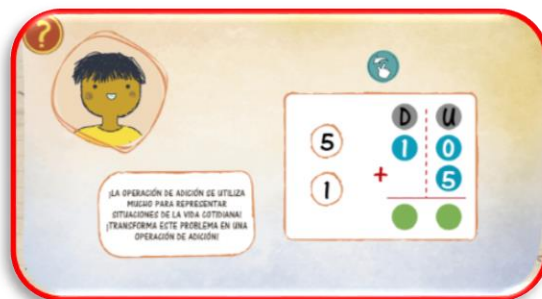 ?
D U
5 1 0
+ 5
1
¡LA OPERACIÓN DE ADICIÓN SE UTILIZA
MUCHO PARA REPRESENTAR
SITUACIONES DE LA VIDA COTIDIANA!
¡TRANSFORMA ESTE PROBLEMA EN UNA
OPERACIÓN DE ADICIÓN!